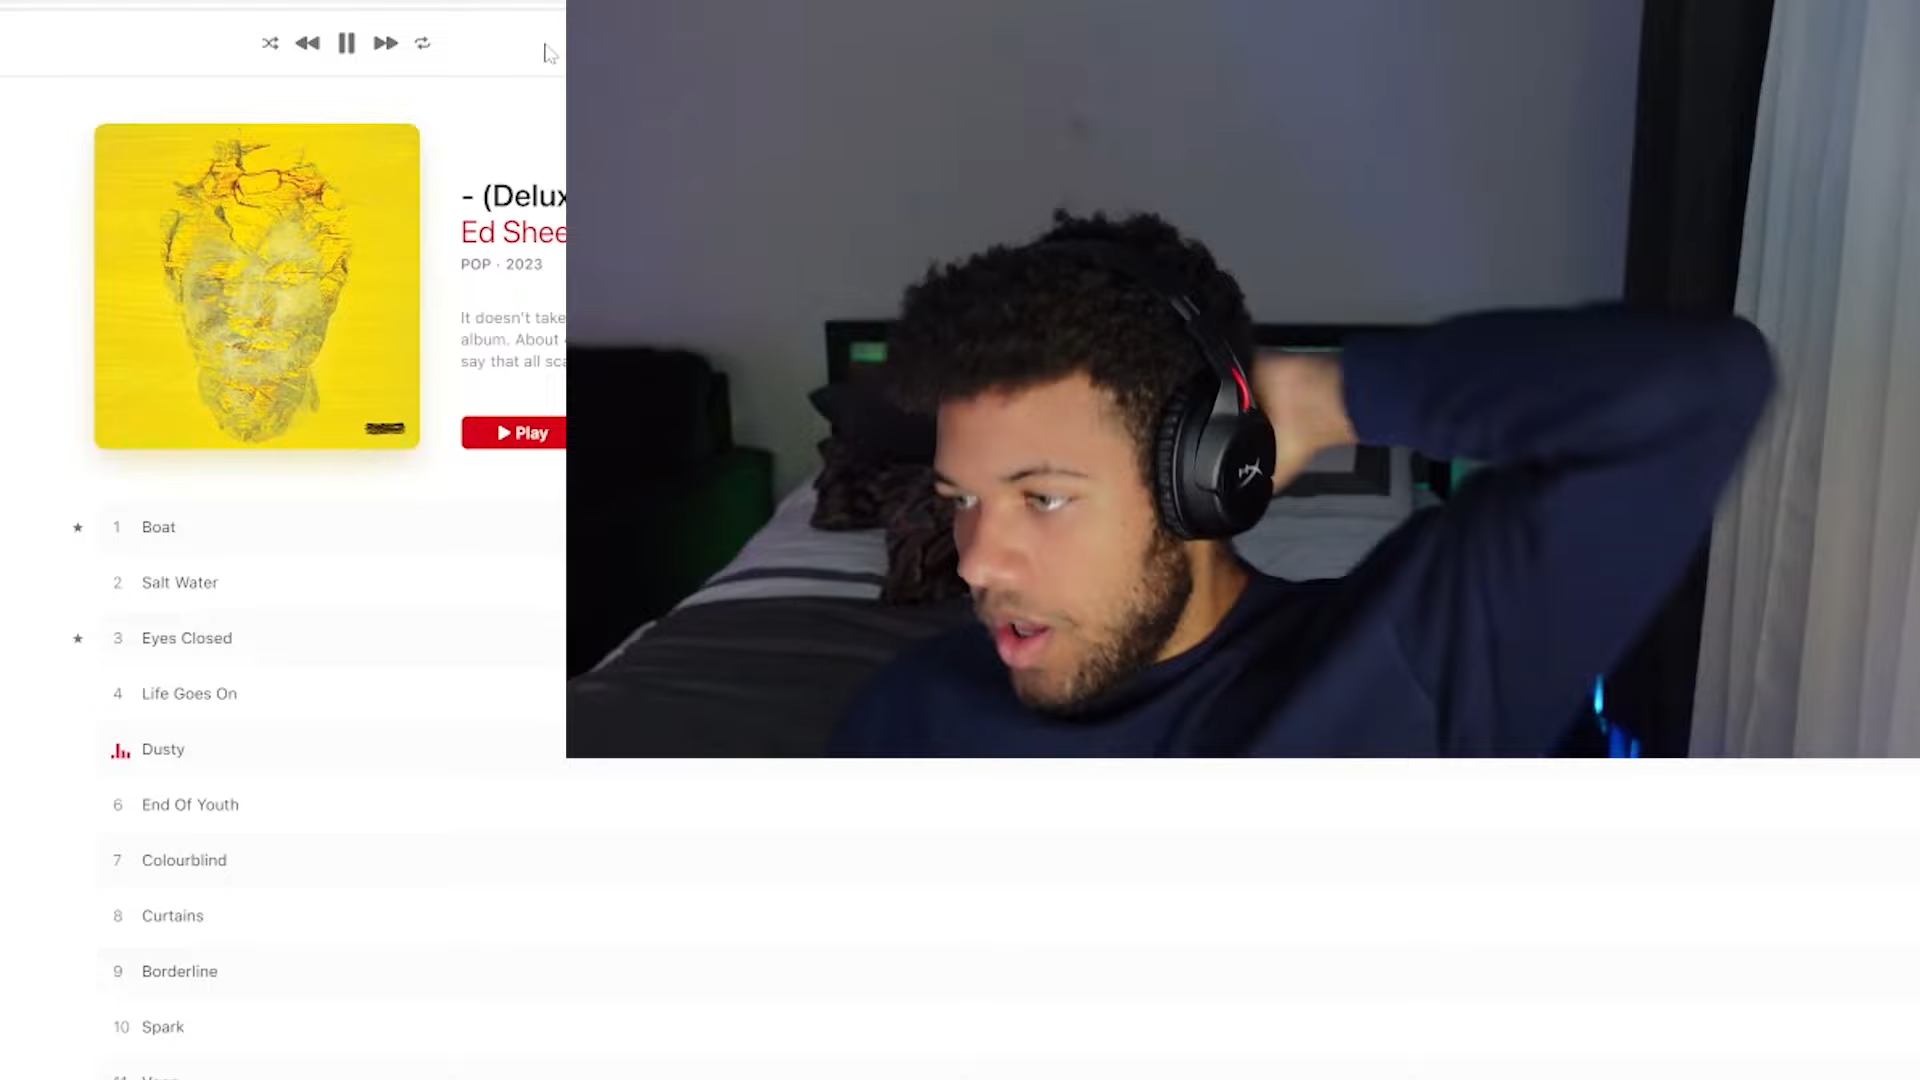 - (Delux
Ed Shee
POP · 2023
It doesn't take
album. About
say that all sca
Play
1 Boat
2 Salt Water
3 Eyes Closed
4 Life Goes On
Dusty
6 End Of Youth
7 Colourblind
8 Curtains
9 Borderline
10 Spark